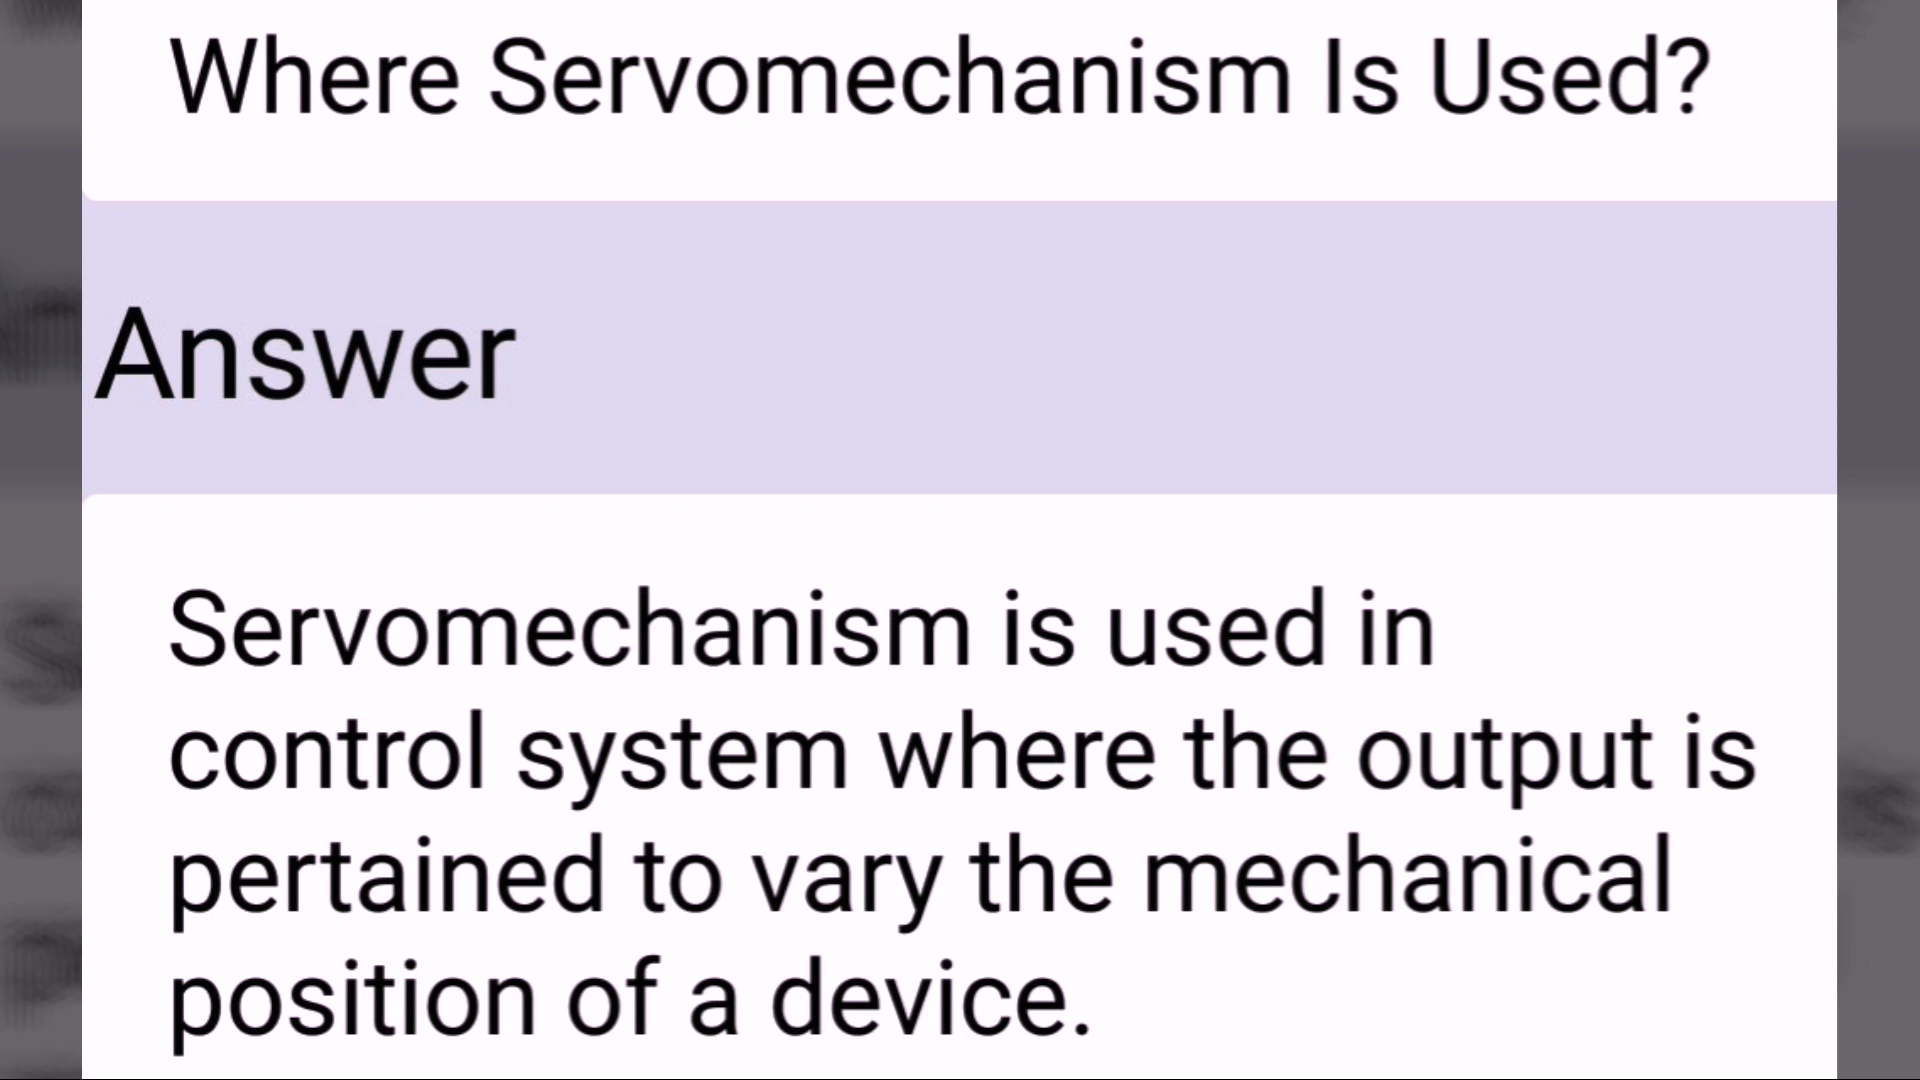 Where Servomechanism Is Used?
Answer
Servomechanism is used in
control system where the output is
pertained to vary the mechanical
position of a device.